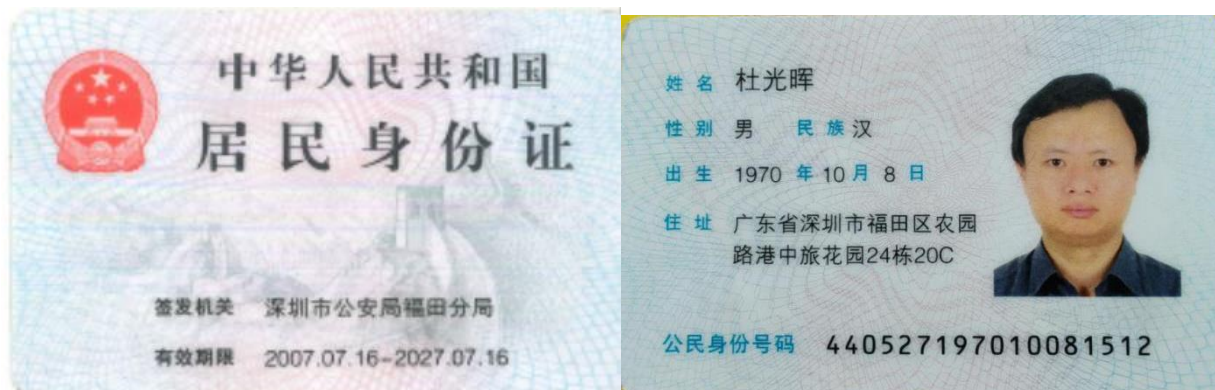 中华人民共和国
居民身份证
签发机关 深圳市公安局福田分局
有效期限 2007.07.16-2027.07.16
姓名 杜光晖
性别 男 民族 汉
出生 1970 年 10 月 8 日
住址 广东省深圳市福田区农园
路港中旅花园24栋20C
公民身份号码 440527197010081512